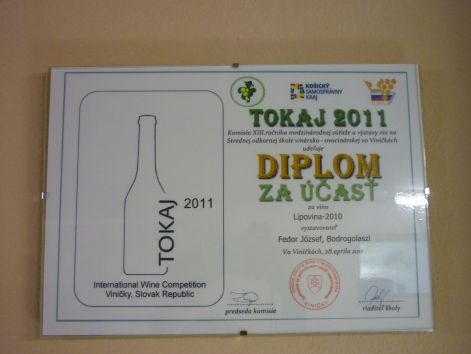 TOKAJ
2011
International Wine Competition
Viničky, Slovak Republic
KOŠICKÝ
SAMOSPRÁVNY
KRAJ
TOKAJ 2011
Komisia XIII.ročníka medzinárodnej súťaže a výstavy vín na
Strednej odbornej škole vinársko - ovocinárskej vo Viničkách
udeľuje
DIPLOM
ZA ÚČASŤ
za víno
Lipovina-2010
vystavovateľ
Fedor József, Bodrogolaszi
Vo Viničkách, 28.apríla 2011
VINIČKY
predseda komisie
riaditeľ školy